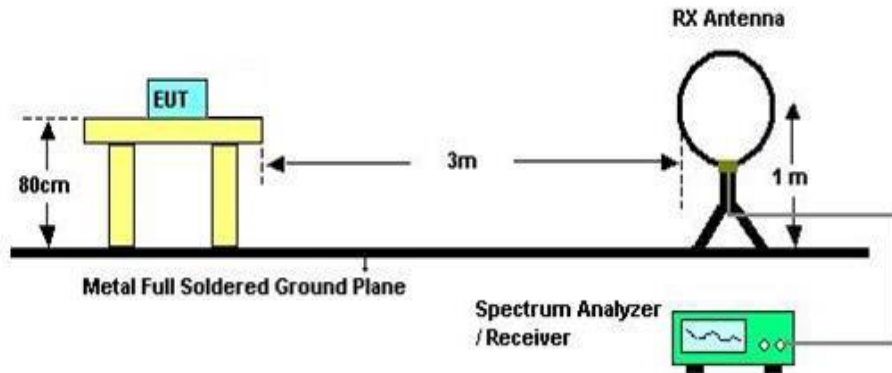 RX Antenna
EUT
80cm
3m
1 m
Metal Full Soldered Ground Plane
Spectrum Analyzer
/ Receiver